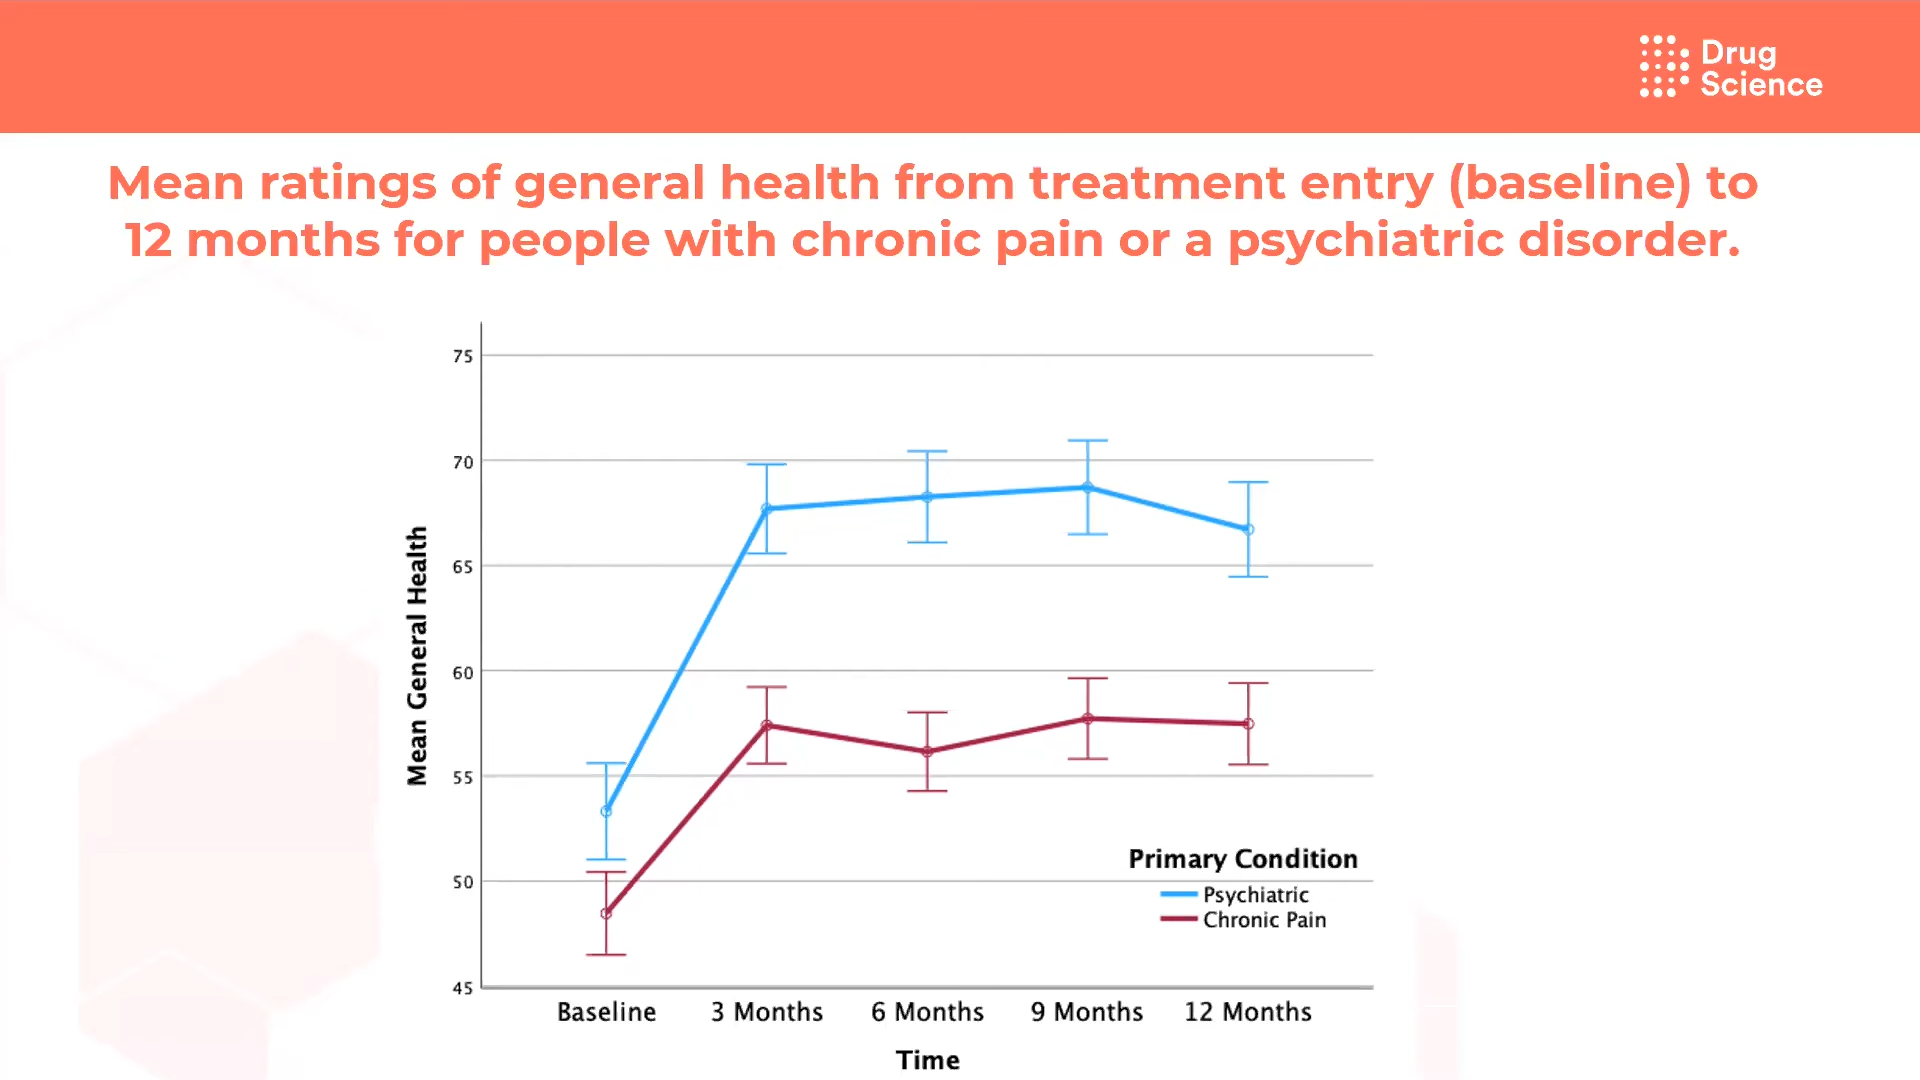 Drug
Science
Mean ratings of general health from treatment entry (baseline) to
12 months for people with chronic pain or a psychiatric disorder.
Mean General Health
75
70
65
60
55
50
45
Primary Condition
Psychiatric
Chronic Pain
Baseline 3 Months 6 Months 9 Months 12 Months
Time